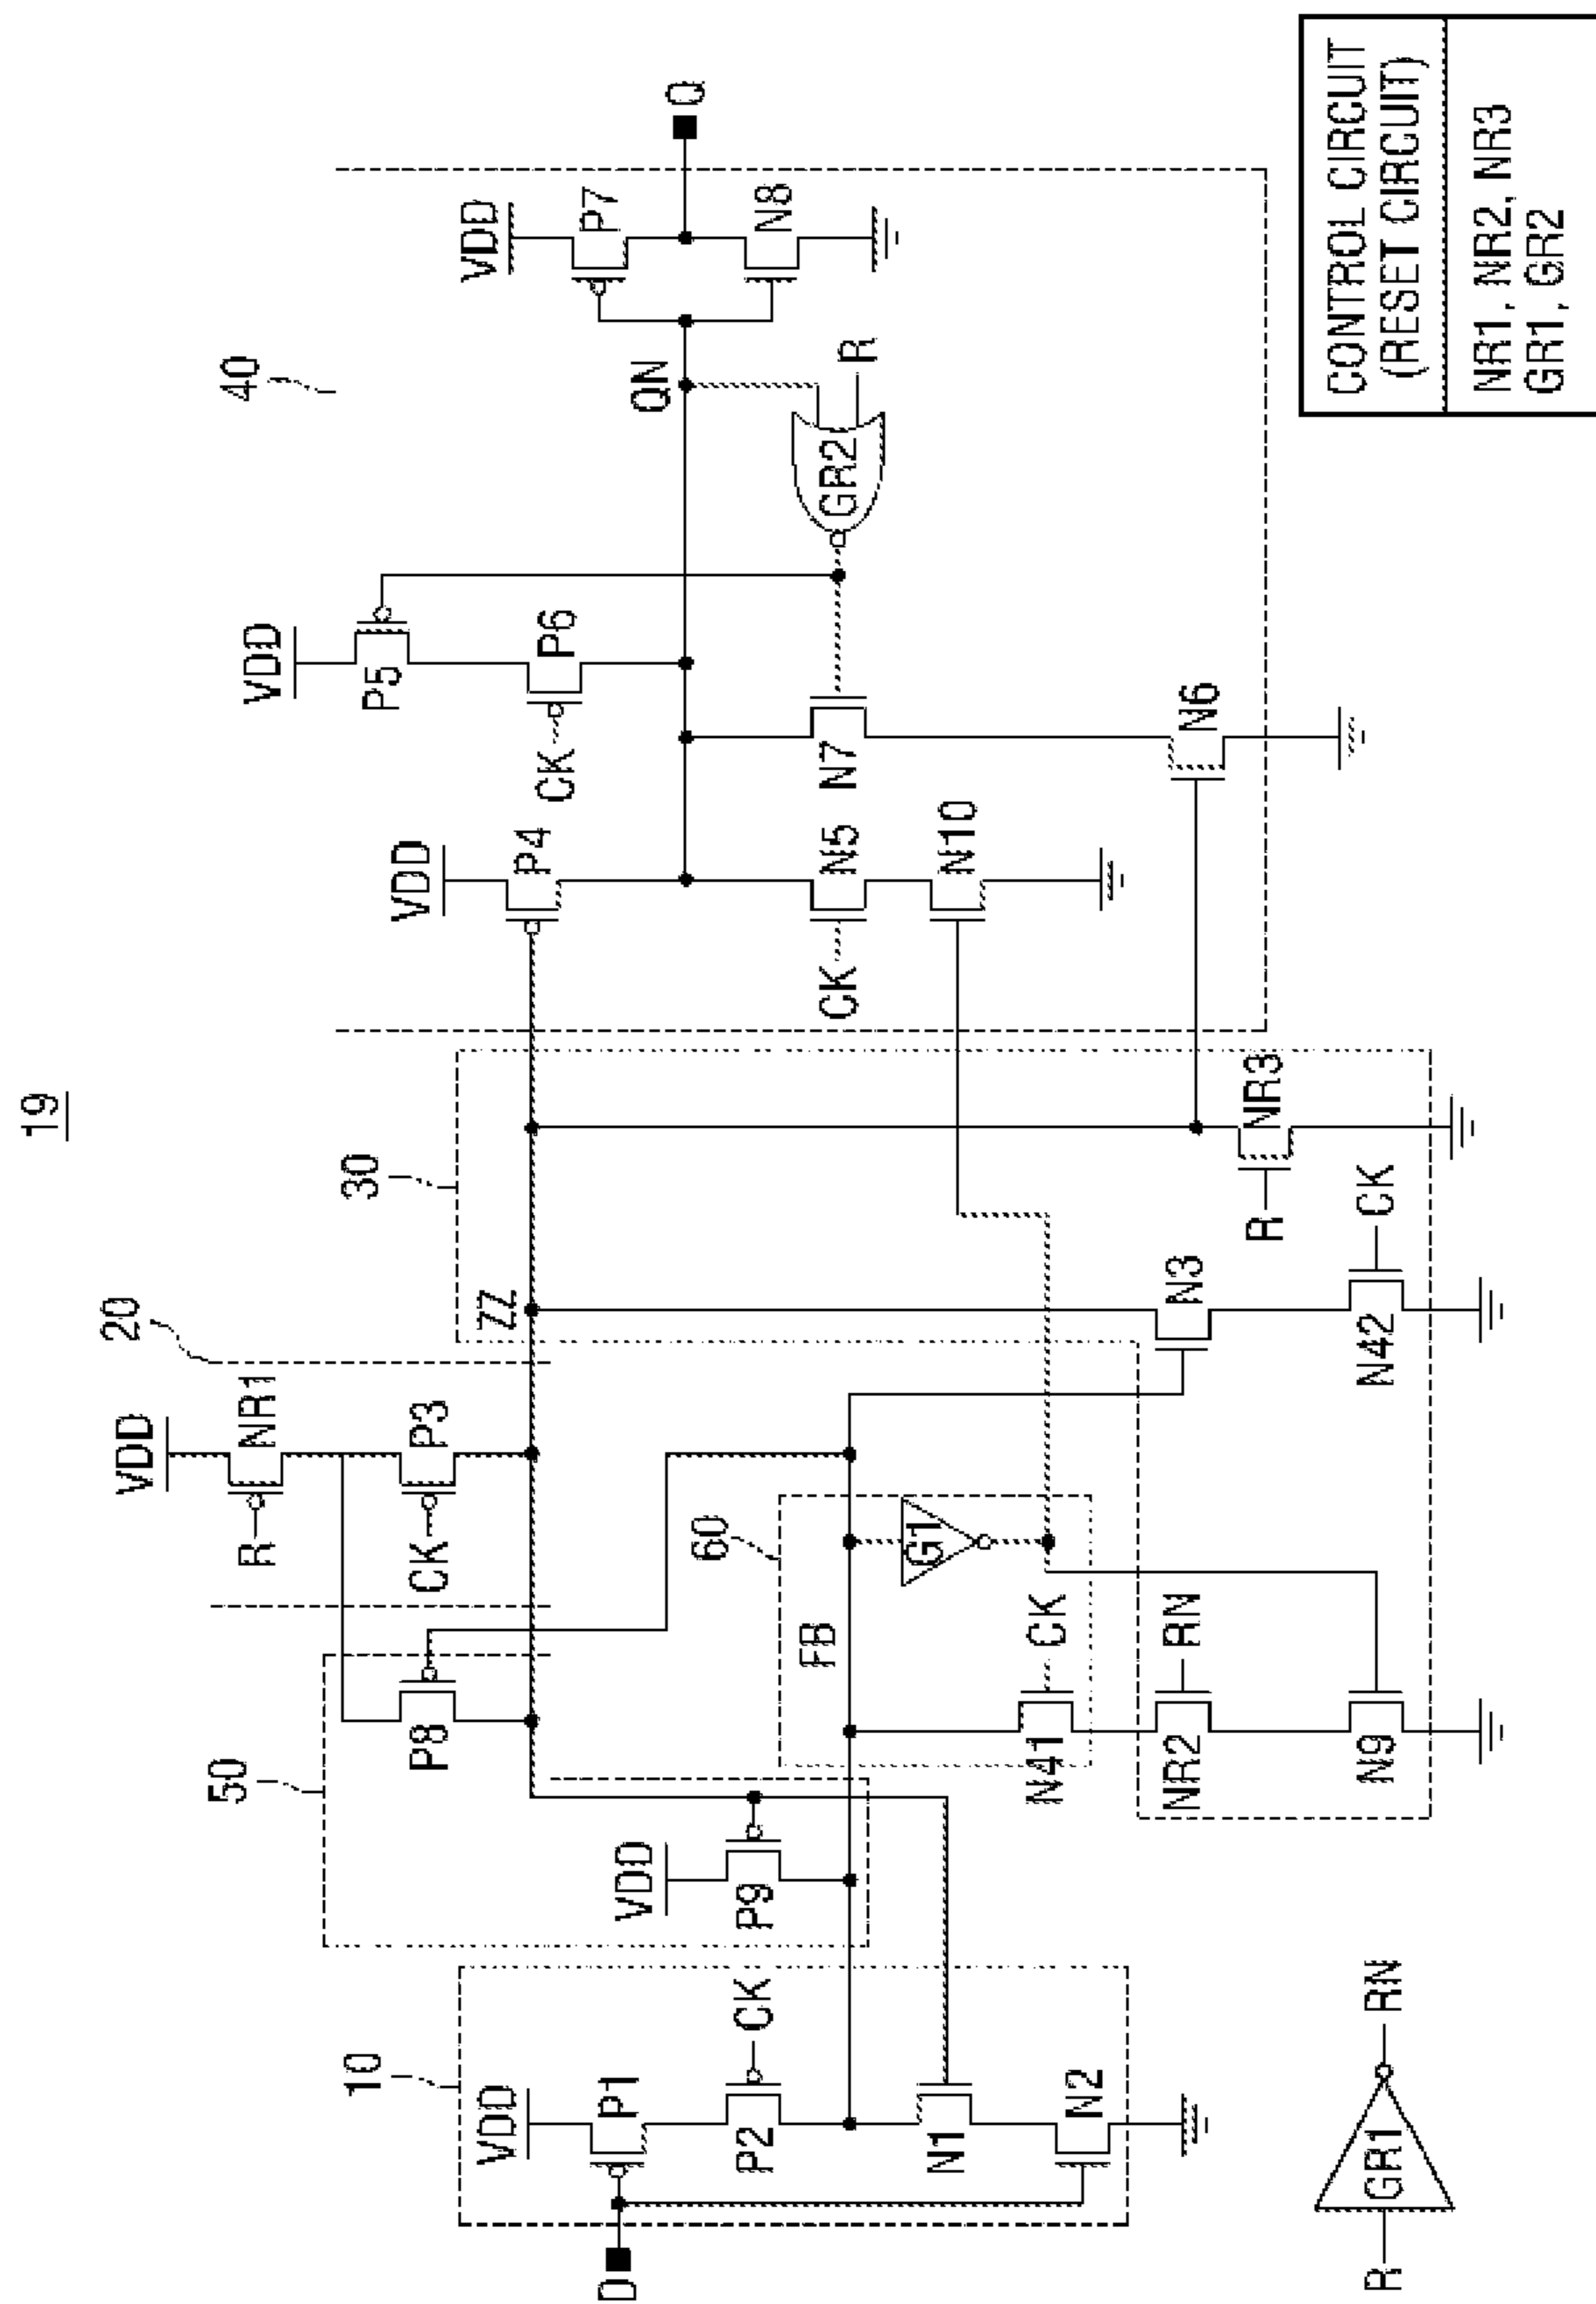 19
10
VDD
P1
P2
CK
N1
N2
D
50
VDD
P9
P8
20
VDD
R
NR1
CK
P3
ZZ
60
FB
G1
N41
CK
NR2
RN
N9
30
N3
N42
CK
R
NR3
40
VDD
P4
CK
N5
N10
VDD
P5
CK
P6
N7
N6
QN
GR2
R
VDD
P7
N8
Q
R
GR1
RN
CONTROL CIRCUIT
(RESET CIRCUIT)
NR1, NR2, NR3
GR1, GR2